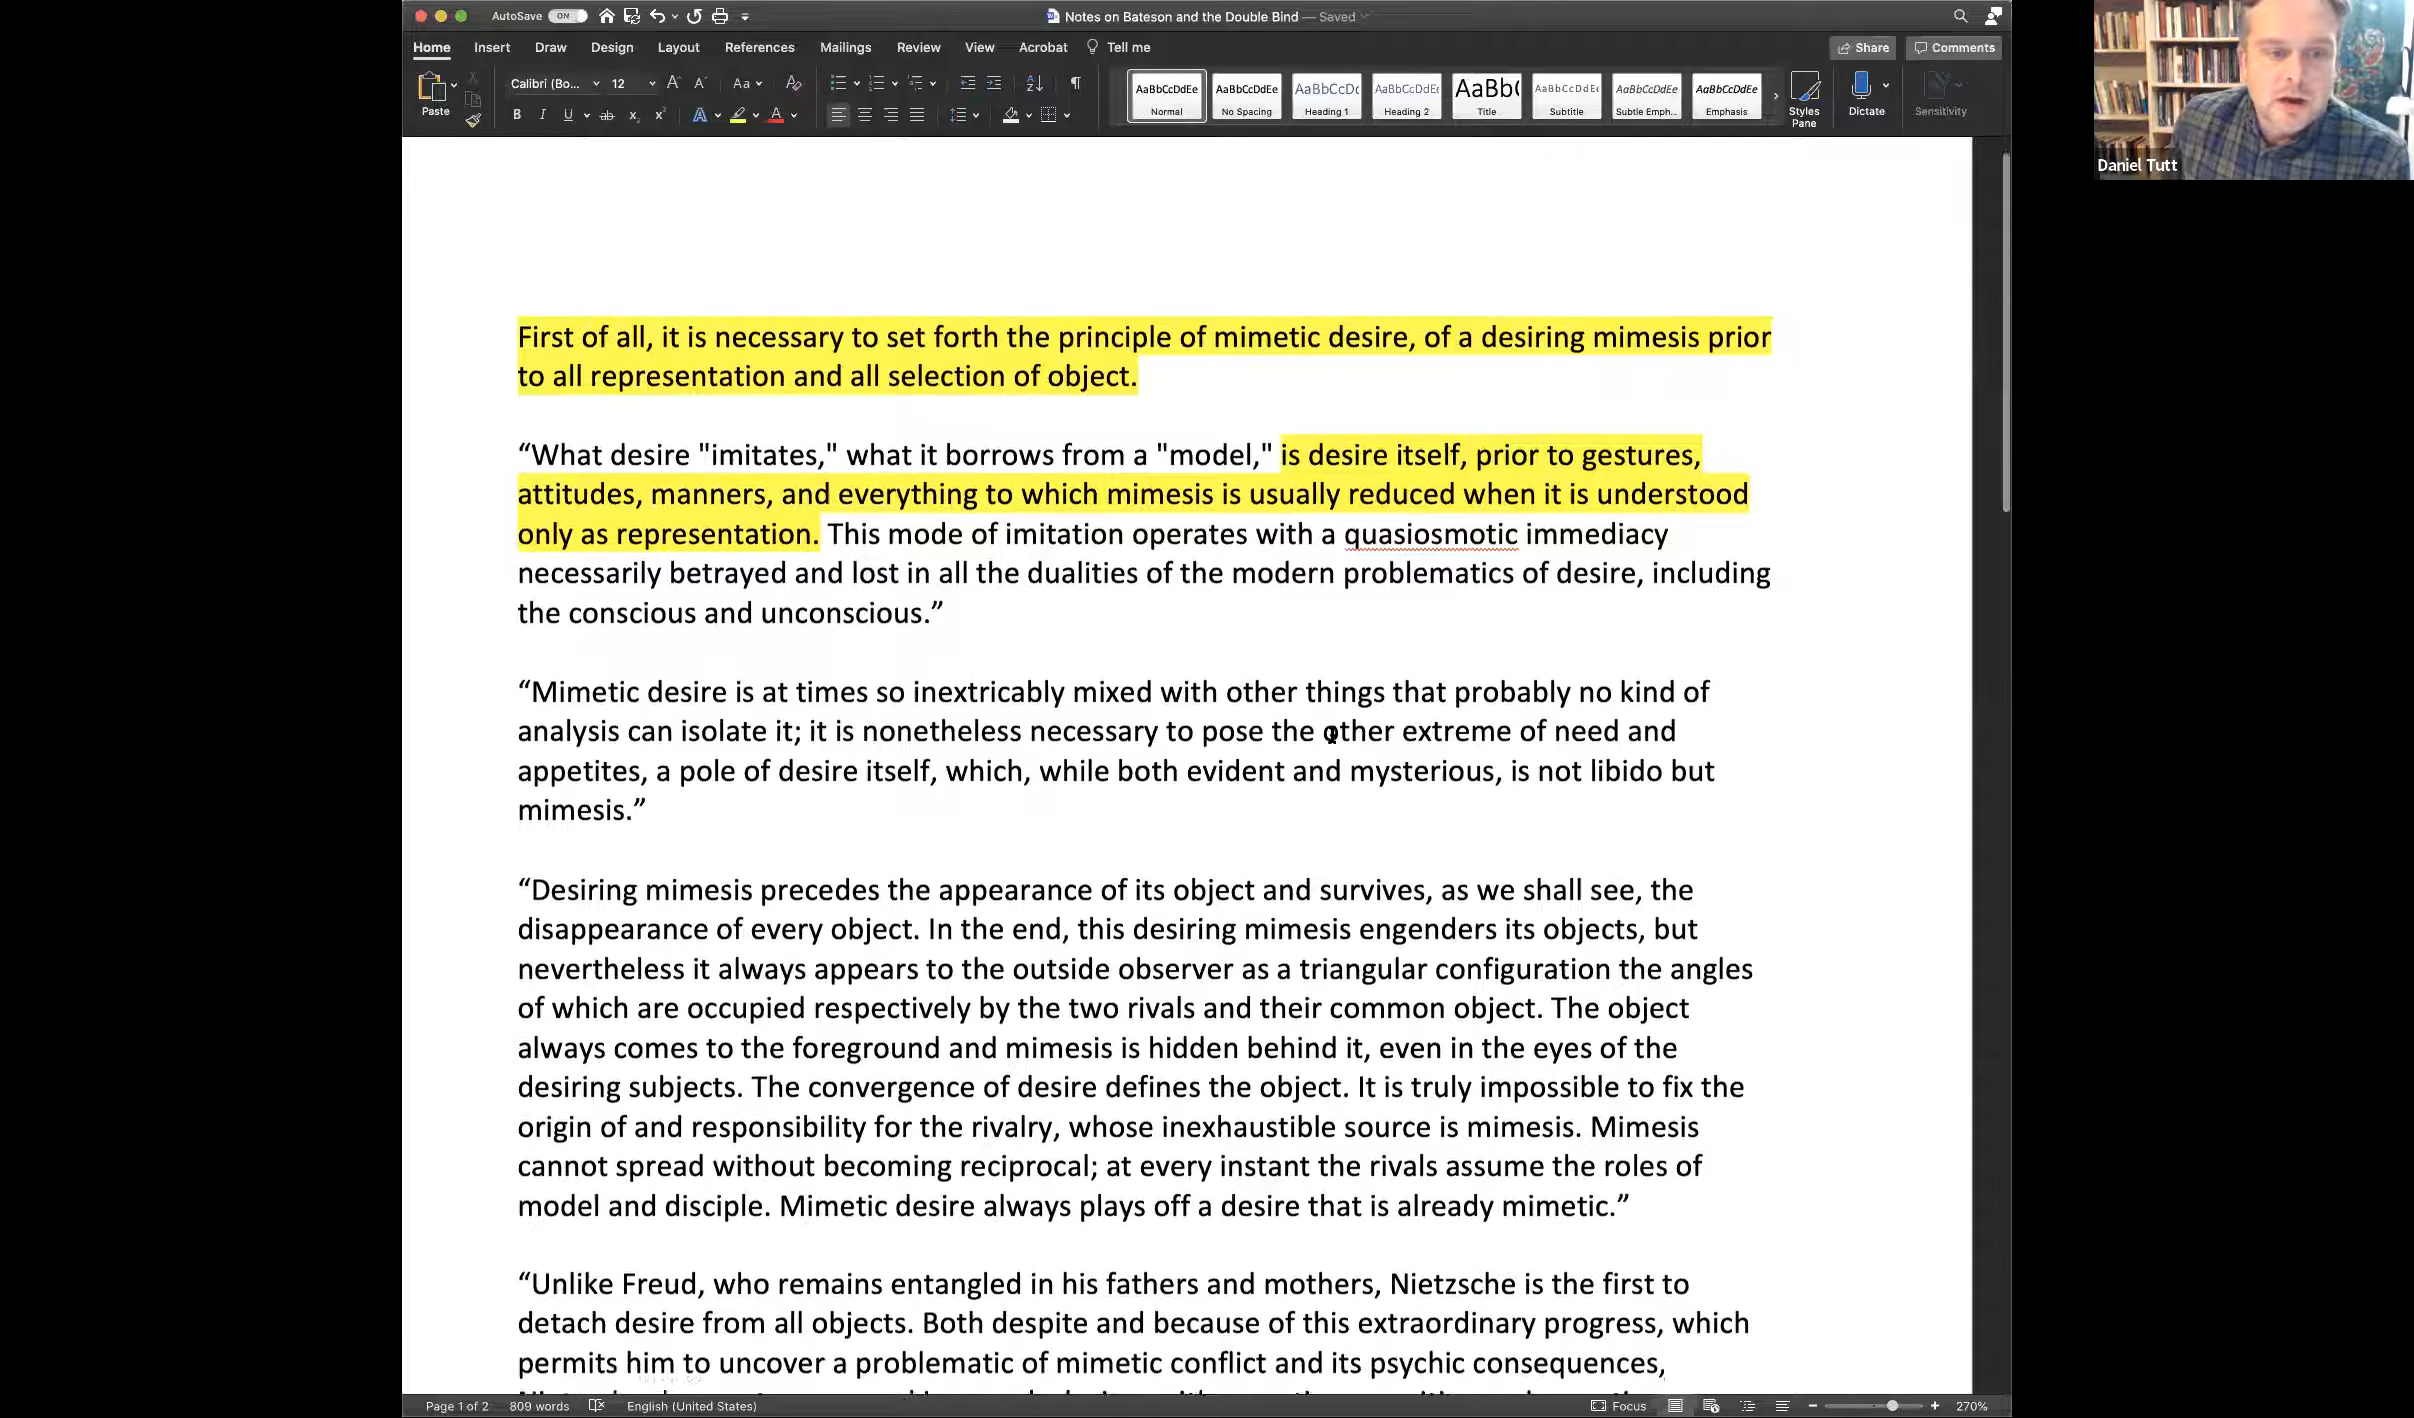 AutoSave ON
Notes on Bateson and the Double Bind — Saved
Home Insert Draw Design Layout References Mailings Review View Acrobat Tell me
Share Comments
Paste
Calibri (Bo... 12
Aa
B I U ab x₂ x²
AaBbCcDdEe AaBbCcDdEe AaBbCcDc AaBbCcDdEe AaBb( AaBbCcDdEe AaBbCcDdEe AaBbCcDdEe
Normal No Spacing Heading 1 Heading 2 Title Subtitle Subtle Emph... Emphasis
Styles Pane
Dictate
Sensitivity
Daniel Tutt
First of all, it is necessary to set forth the principle of mimetic desire, of a desiring mimesis prior
to all representation and all selection of object.
“What desire "imitates," what it borrows from a "model," is desire itself, prior to gestures,
attitudes, manners, and everything to which mimesis is usually reduced when it is understood
only as representation. This mode of imitation operates with a quasiosmotic immediacy
necessarily betrayed and lost in all the dualities of the modern problematics of desire, including
the conscious and unconscious.”
“Mimetic desire is at times so inextricably mixed with other things that probably no kind of
analysis can isolate it; it is nonetheless necessary to pose the other extreme of need and
appetites, a pole of desire itself, which, while both evident and mysterious, is not libido but
mimesis.”
“Desiring mimesis precedes the appearance of its object and survives, as we shall see, the
disappearance of every object. In the end, this desiring mimesis engenders its objects, but
nevertheless it always appears to the outside observer as a triangular configuration the angles
of which are occupied respectively by the two rivals and their common object. The object
always comes to the foreground and mimesis is hidden behind it, even in the eyes of the
desiring subjects. The convergence of desire defines the object. It is truly impossible to fix the
origin of and responsibility for the rivalry, whose inexhaustible source is mimesis. Mimesis
cannot spread without becoming reciprocal; at every instant the rivals assume the roles of
model and disciple. Mimetic desire always plays off a desire that is already mimetic.”
“Unlike Freud, who remains entangled in his fathers and mothers, Nietzsche is the first to
detach desire from all objects. Both despite and because of this extraordinary progress, which
permits him to uncover a problematic of mimetic conflict and its psychic consequences,
Page 1 of 2 809 words English (United States)
Focus
270%